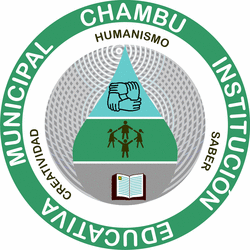 INSTITUCIÓN EDUCATIVA MUNICIPAL CHAMBU
HUMANISMO
CREATIVIDAD
SABER